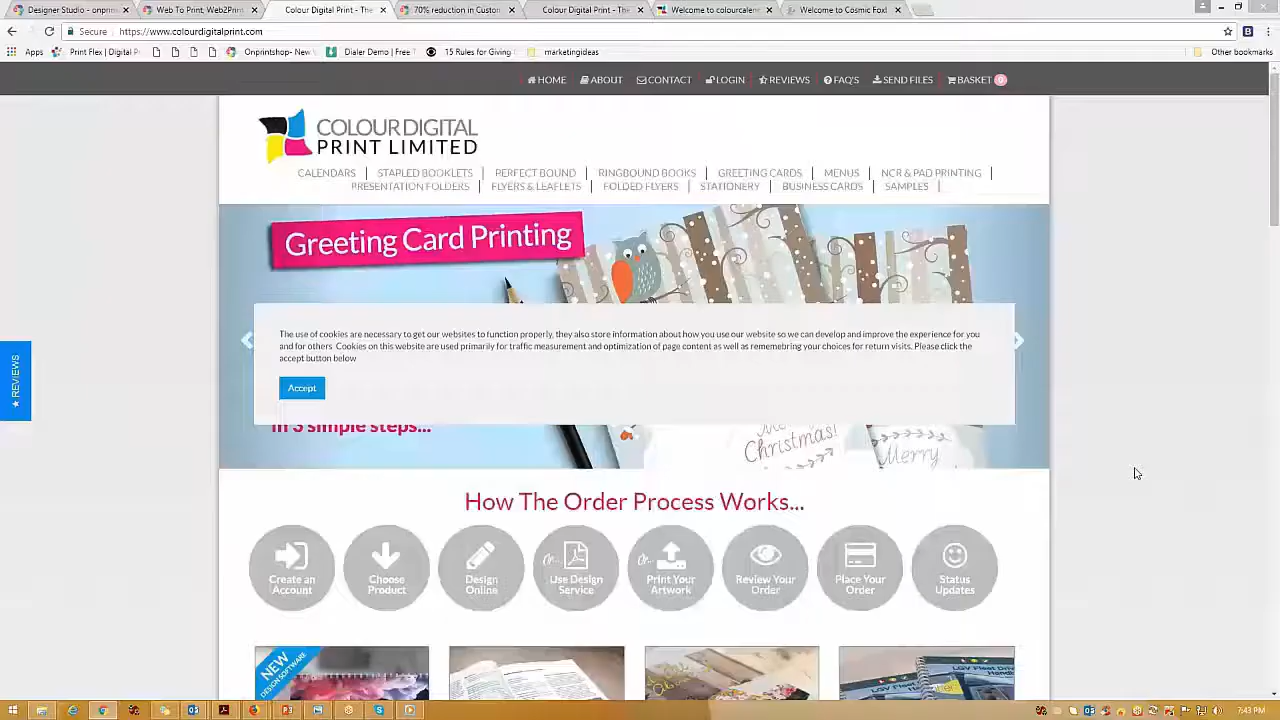 Designer Studio - onprin
Web To Print, Web2Print
Colour Digital Print - The
70% reduction in Custom
Colour Digital Print - The
Welcome to colourcalen
Welcome to Cosmic Foxl
Secure
https://www.colourdigitalprint.com
Apps
Print Flex | Digital P
Onprintshop- New
Dialer Demo | Free T
15 Rules for Giving
marketingideas
Other bookmarks
HOME
ABOUT
CONTACT
LOGIN
REVIEWS
FAQ'S
SEND FILES
BASKET 0
COLOUR DIGITAL
PRINT LIMITED
CALENDARS
STAPLED BOOKLETS
PERFECT BOUND
RINGBOUND BOOKS
GREETING CARDS
MENUS
NCR & PAD PRINTING
PRESENTATION FOLDERS
FLYERS & LEAFLETS
FOLDED FLYERS
STATIONERY
BUSINESS CARDS
SAMPLES
Greeting Card Printing
The use of cookies are necessary to get our websites to function properly, they also store information about how you use our website so we can develop and improve the experience for you
and for others. Cookies on this website are used primarily for traffic measurement and optimization of page content as well as rememebring your choices for return visits. Please click the
accept button below
Accept
★ REVIEWS
in 3 simple steps...
Christmas!
Merry
How The Order Process Works...
Create an
Account
Choose
Product
Design
Online
Or...
Use Design
Service
Or...
Print Your
Artwork
Review Your
Order
Place Your
Order
Status
Updates
NEW
DESIGN SOFTWARE
LGV Fleet Driv
Hand
7:43 PM